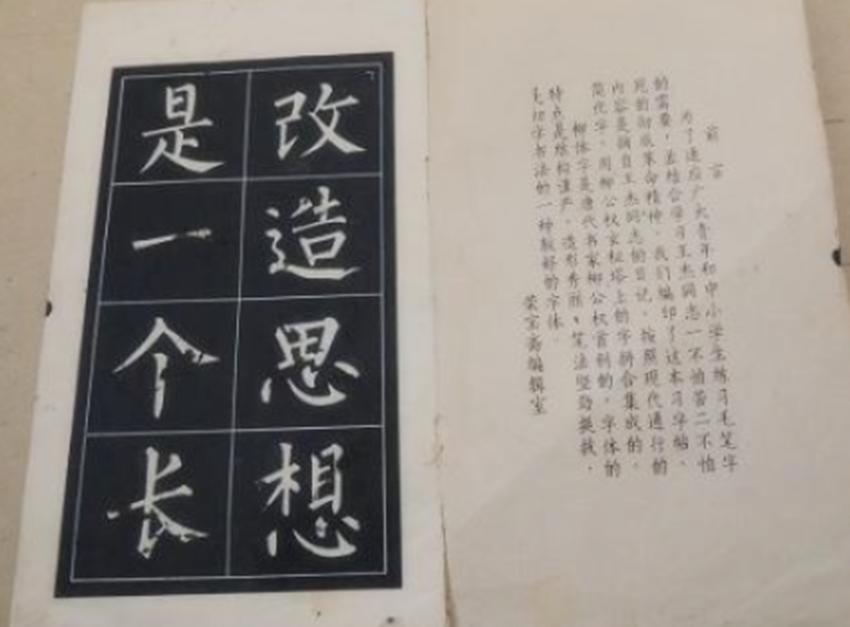 前言
为了适应广大青年和中小学生练习毛笔字
的需要，并结合学习王杰同志一不怕苦二不怕
死的彻底革命精神，我们编印了这本习字帖。
内容是摘自王杰同志的日记，按照现代通行的
简化字，用柳公权玄秘塔上的字拼合集成的。
柳体字是唐代书家柳公权首创的，字体的
特点是结构谨严，造形秀丽，笔法坚劲挺拔，
是初学书法的一种较好的字体。
荣宝斋编辑室
改造思想
是一个长